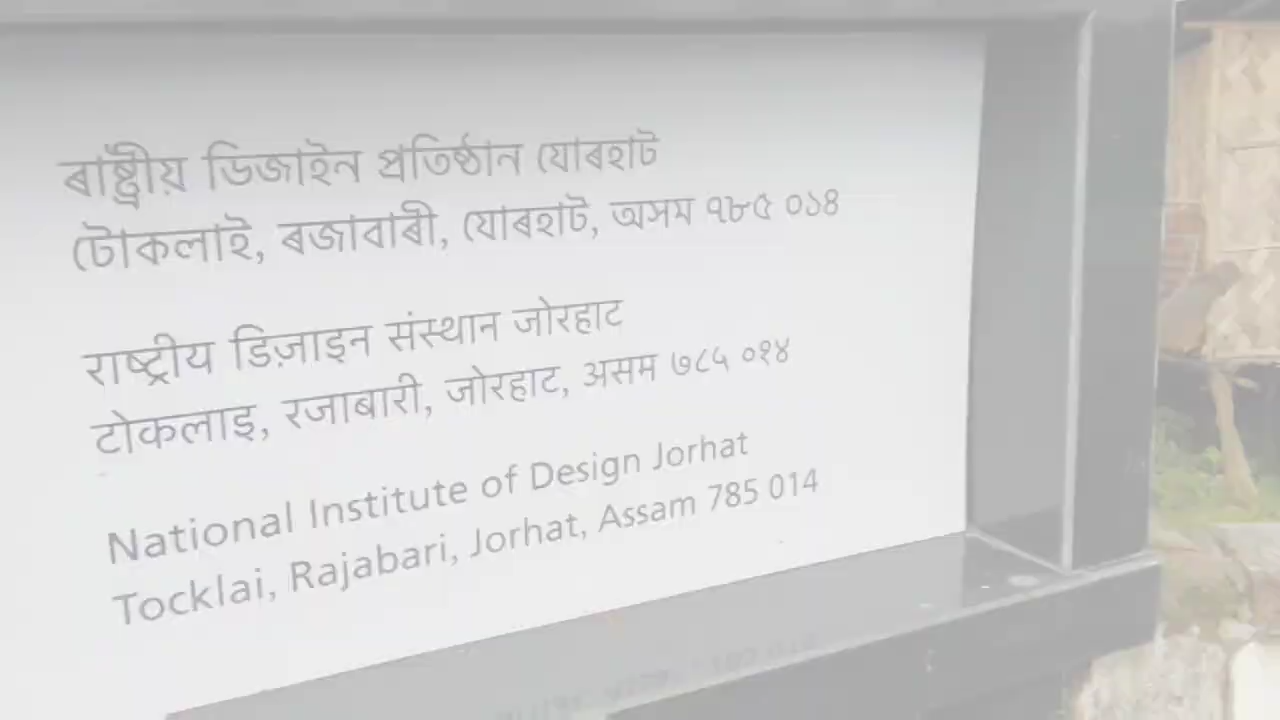 ৰাষ্ট্ৰীয় ডিজাইন প্ৰতিষ্ঠান যোৰহাট
টোকলাই, ৰজাবাৰী, যোৰহাট, অসম ৭৮৫ ০১৪
राष्ट्रीय डिज़ाइन संस्थान जोरहाट
टोकलाइ, रजाबारी, जोरहाट, असम ७८५ ०१४
National Institute of Design Jorhat
Tocklai, Rajabari, Jorhat, Assam 785 014